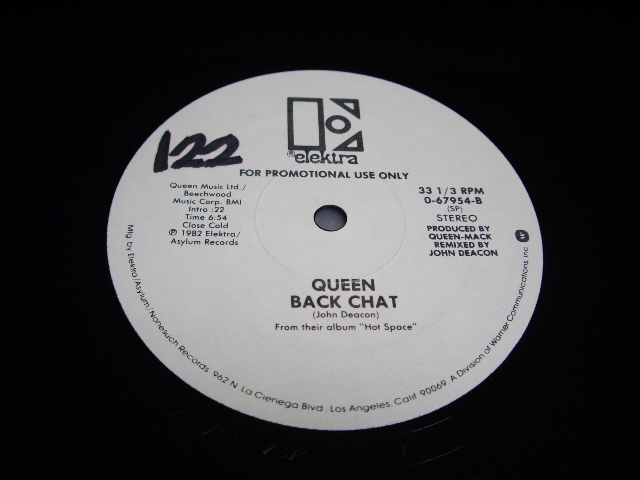 122
® elektra
FOR PROMOTIONAL USE ONLY
Queen Music Ltd./
Beechwood
Music Corp. BMI
Intro :22
Time 6:54
Close Cold
℗ 1982 Elektra/
Asylum Records
33 1/3 RPM
0-67954-B
(SP)
STEREO
PRODUCED BY
QUEEN-MACK
REMIXED BY
JOHN DEACON
QUEEN
BACK CHAT
(John Deacon)
From their album "Hot Space"
Mfg by Elektra/Asylum/Nonesuch Records 962 N. La Cienega Blvd. Los Angeles, Calif. 90069. A Division of Warner Communications, Inc.